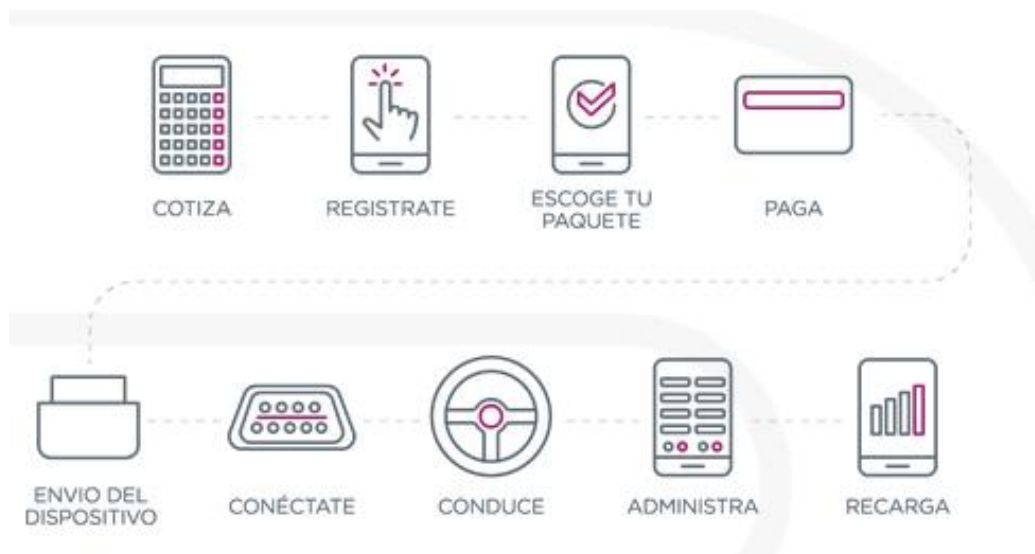 COTIZA
REGISTRATE
ESCOGE TU
PAQUETE
PAGA
ENVIO DEL
DISPOSITIVO
CONÉCTATE
CONDUCE
ADMINISTRA
RECARGA